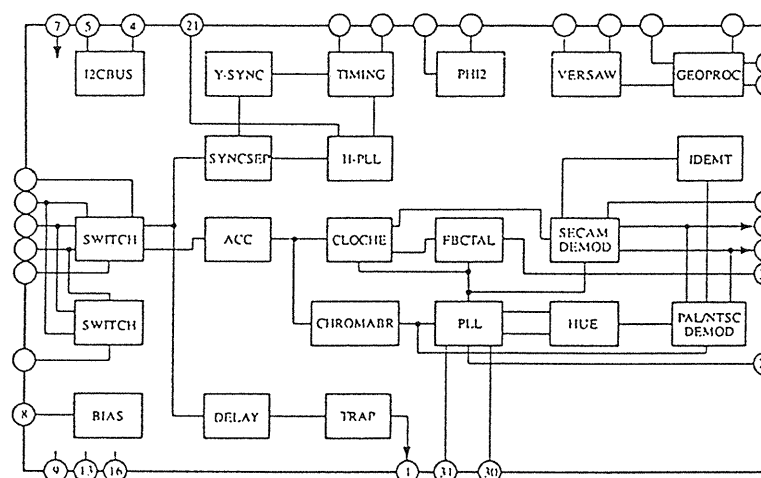 7 5 4 21
I2CBUS Y-SYNC TIMING PHI2 VERSAW GEOPROC
SYNCSEP H-PLL IDEMT
SWITCH ACC CLOCHE FBCTAL SECAM
DEMOD
SWITCH CHROMABR PLL HUE PAL/NTSC
DEMOD
8 BIAS DELAY TRAP
9 13 16 1 31 30